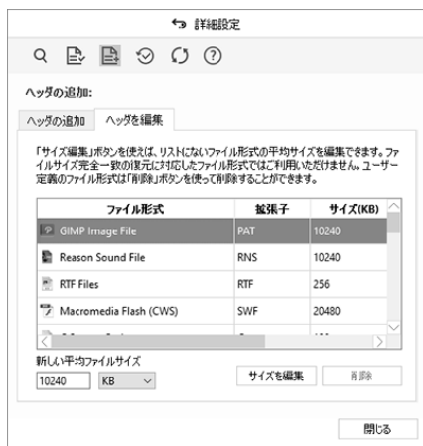 詳細設定
ヘッダの追加:
ヘッダの追加 ヘッダを編集
「サイズ編集」ボタンを使えば、リストにないファイル形式の平均サイズを編集できます。ファ
イルサイズ完全一致の復元に対応したファイル形式ではご利用いただけません。ユーザー
定義のファイル形式は「削除」ボタンを使って削除することができます。
ファイル形式 拡張子 サイズ(KB)
GIMP Image File PAT 10240
Reason Sound File RNS 10240
RTF Files RTF 256
Macromedia Flash (CWS) SWF 20480
新しい平均ファイルサイズ
10240 KB サイズを編集 削除
閉じる